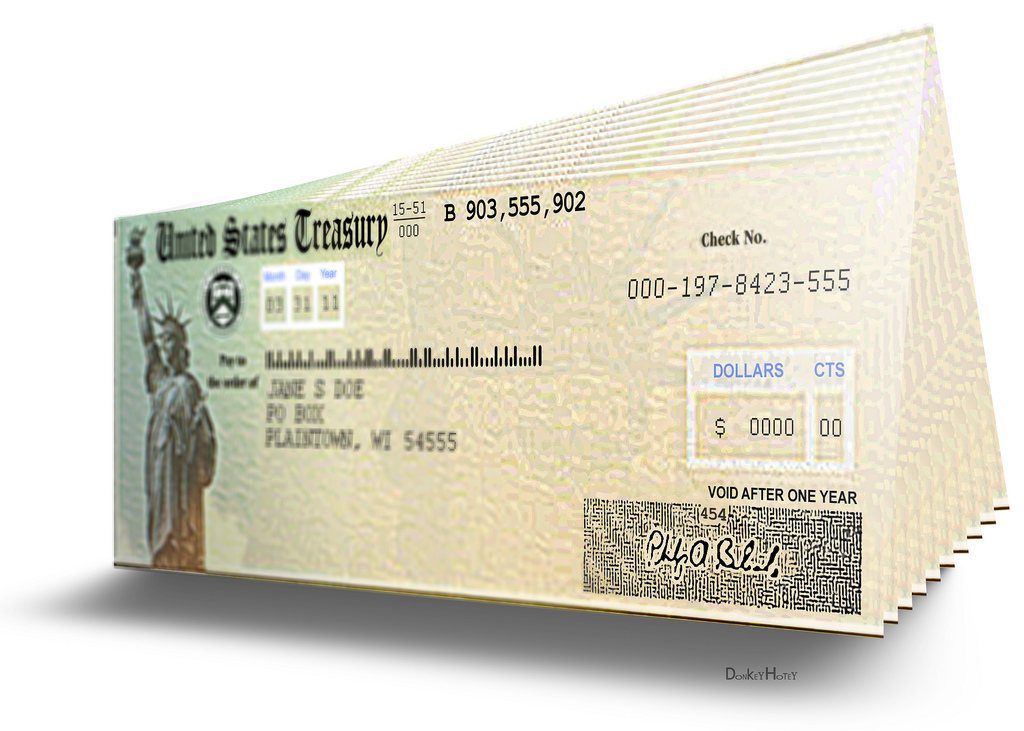 United States Treasury
15-51
000
B 903,555,902
Check No.
000-197-8423-555
Month Day Year
03 31 11
Pay to
the order of
JANE S DOE
PO BOX
PLAINTOWN, WI 54555
DOLLARS CTS
$ 0000 00
VOID AFTER ONE YEAR
(454)
DonkeyHotey